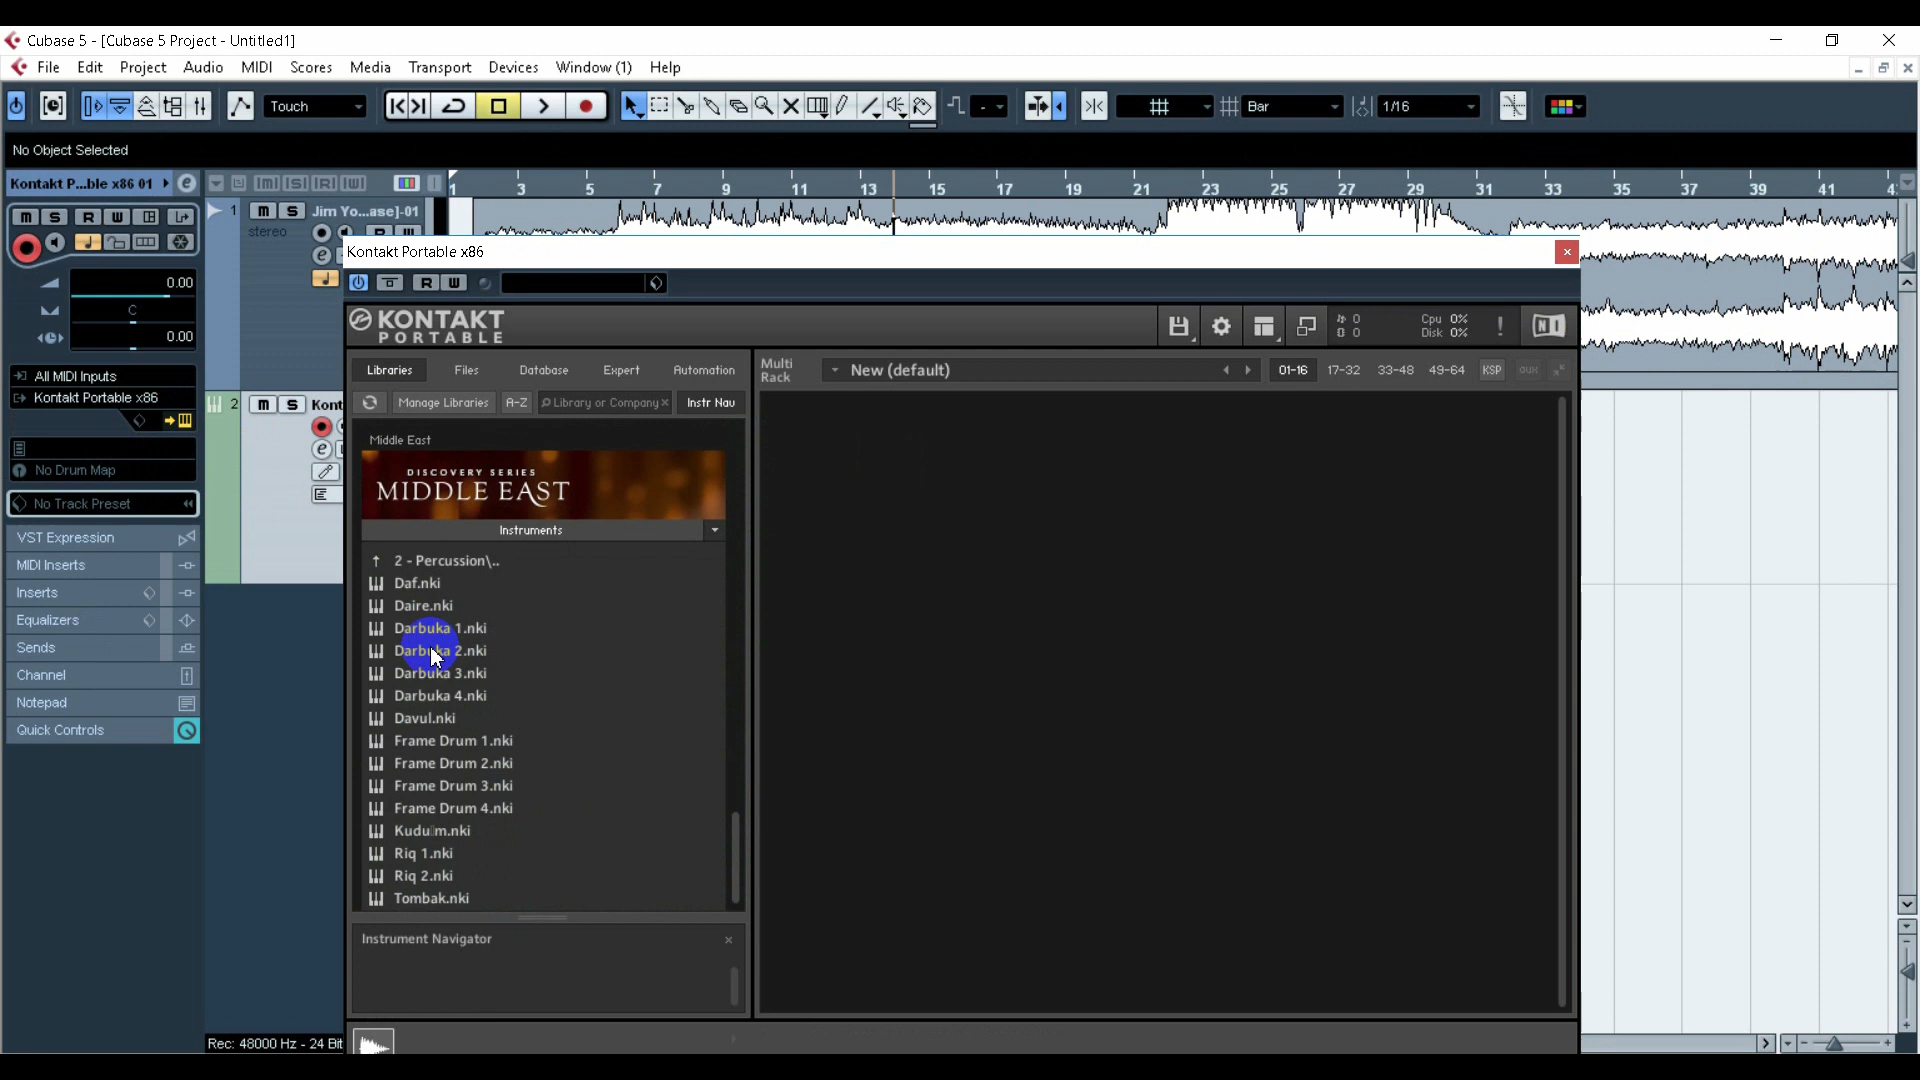 Cubase 5 - [Cubase 5 Project - Untitled1]
File Edit Project Audio MIDI Scores Media Transport Devices Window (1) Help
Touch - Bar 1/16
No Object Selected
Kontakt P...ble x86 01
1 3 5 7 9 11 13 15 17 19 21 23 25 27 29 31 33 35 37 39 41
M S R W
0.00
C
0.00
All MIDI Inputs
Kontakt Portable x86
No Drum Map
No Track Preset
VST Expression
MIDI Inserts
Inserts
Equalizers
Sends
Channel
Notepad
Quick Controls
1 M S Jim Yo...ase]-01
stereo
2 M S Kont
Rec: 48000 Hz - 24 Bit
Kontakt Portable x86
R W
KONTAKT
PORTABLE
0
0
Cpu 0%
Disk 0%
!
NI
Libraries Files Database Expert Automation
Manage Libraries A-Z Library or Company Instr Nav
Multi
Rack
New (default) 01-16 17-32 33-48 49-64 KSP AUX
Middle East
DISCOVERY SERIES
MIDDLE EAST
Instruments
2 - Percussion\..
Daf.nki
Daire.nki
Darbuka 1.nki
Darbuka 2.nki
Darbuka 3.nki
Darbuka 4.nki
Davul.nki
Frame Drum 1.nki
Frame Drum 2.nki
Frame Drum 3.nki
Frame Drum 4.nki
Kudu▯m.nki
Riq 1.nki
Riq 2.nki
Tombak.nki
Instrument Navigator